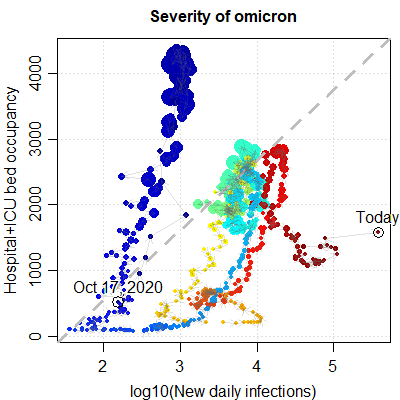 Severity of omicron
Hospital+ICU bed occupancy
4000
3000
2000
1000
0
Today
Oct 17, 2020
2 3 4 5
log10(New daily infections)